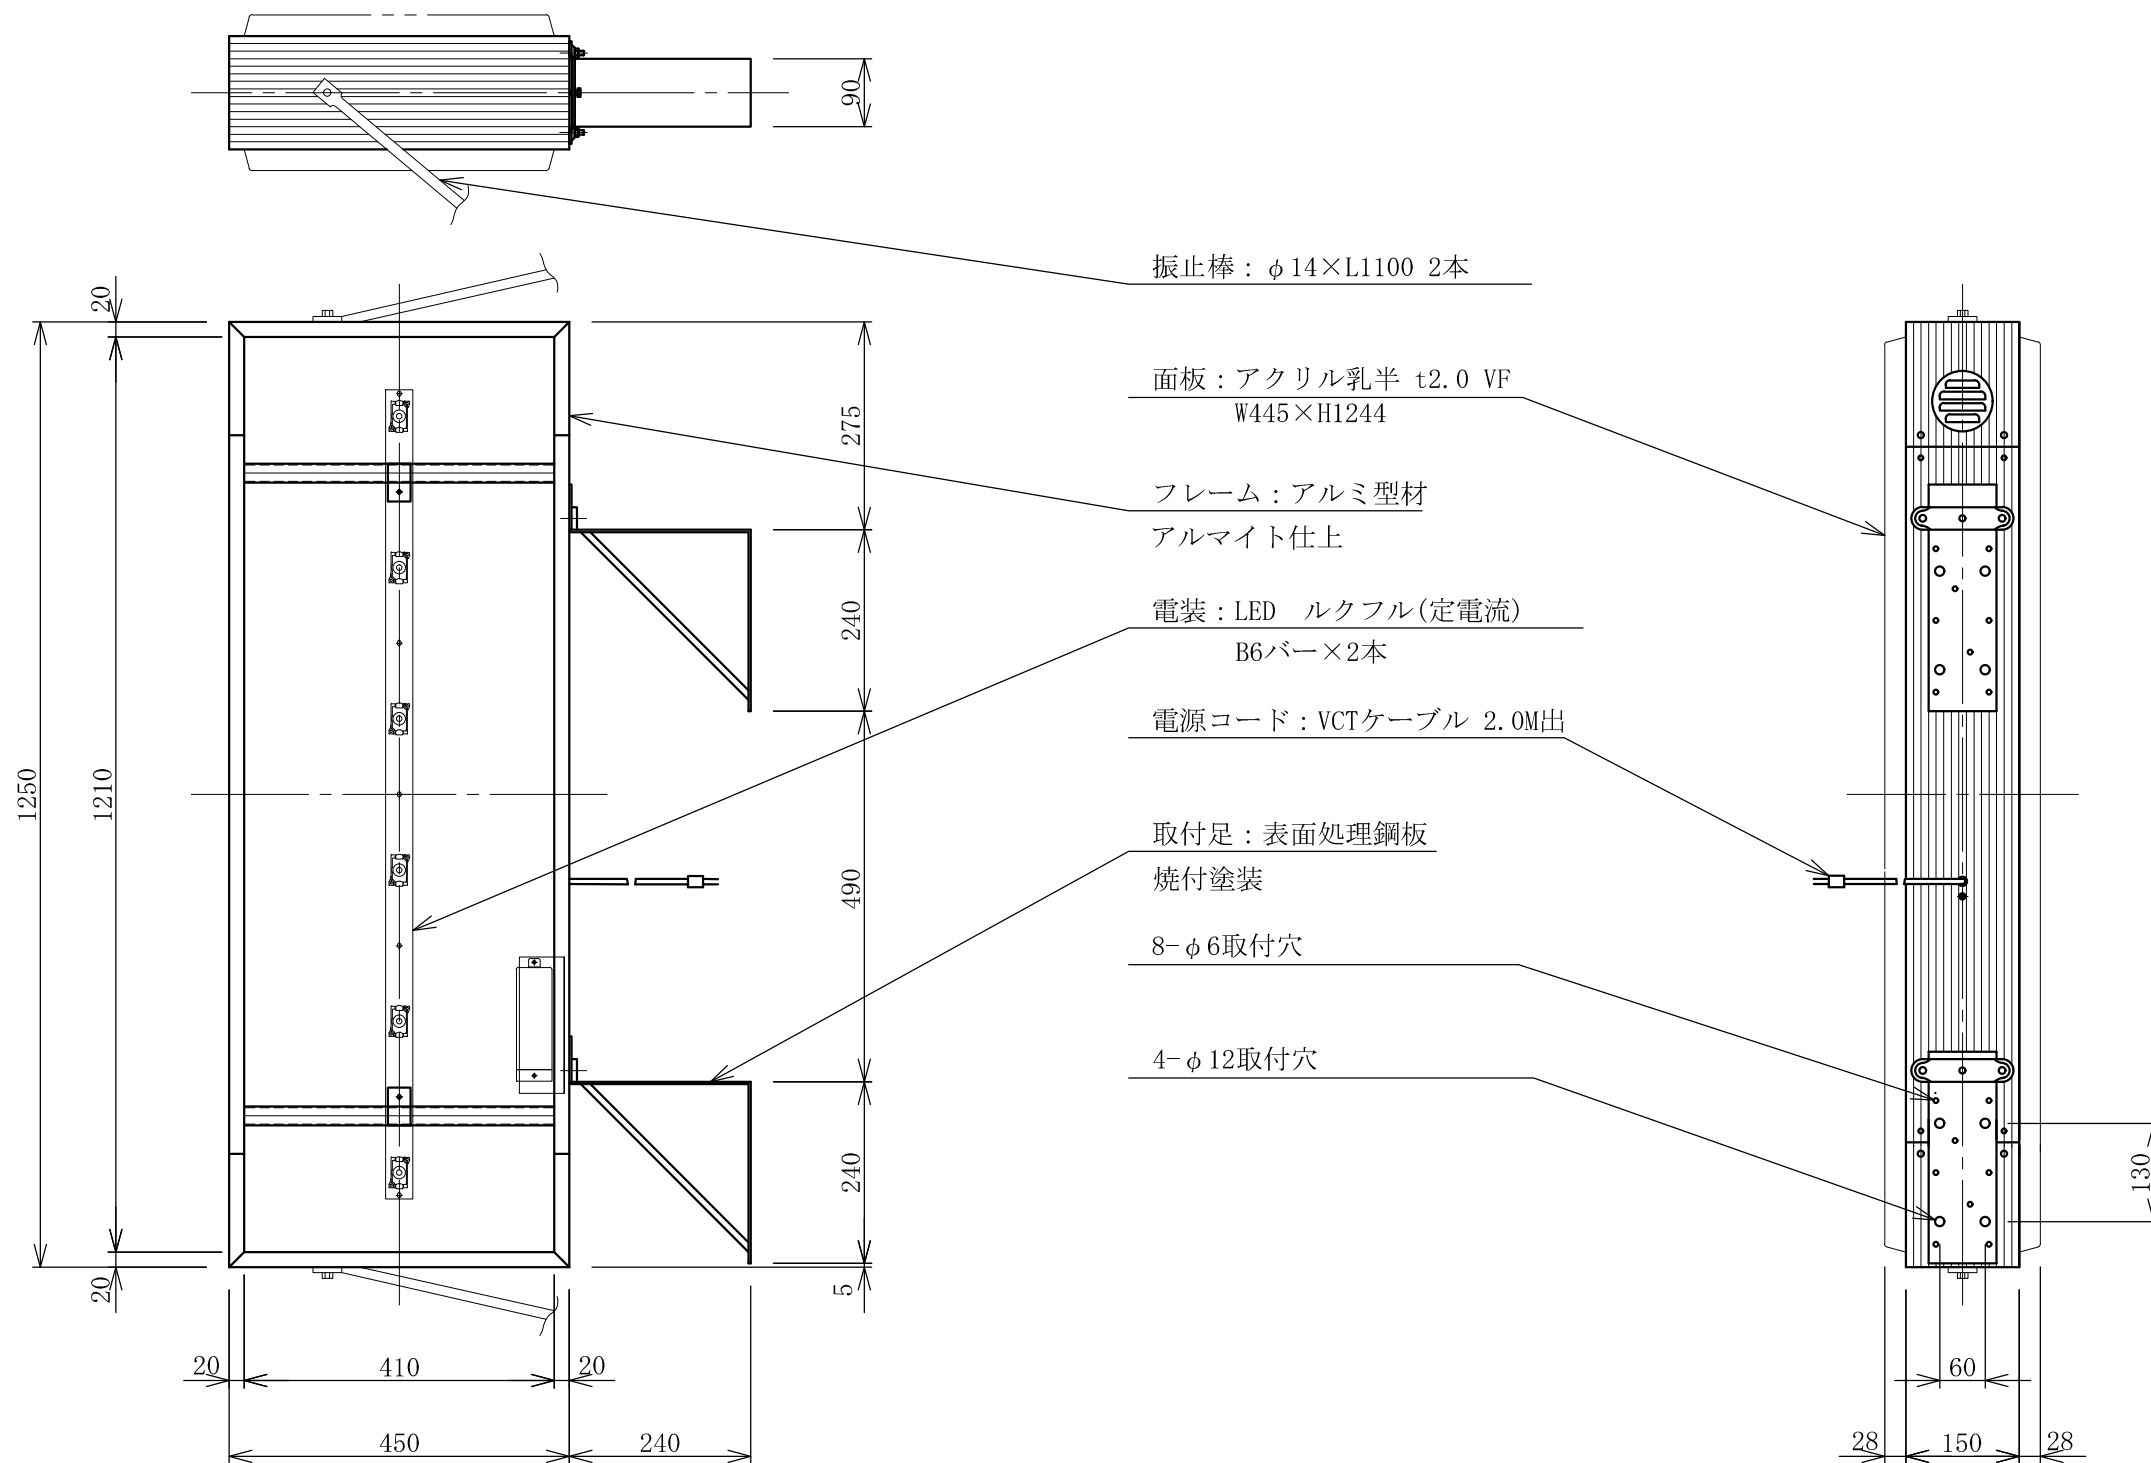 90
振止棒：φ14×L1100 2本
面板：アクリル乳半 t2.0 VF
W445×H1244
フレーム：アルミ型材
アルマイト仕上
電装：LED　ルクフル(定電流)
B6バー×2本
電源コード：VCTケーブル 2.0M出
取付足：表面処理鋼板
焼付塗装
8-φ6取付穴
4-φ12取付穴
20
1250
1210
20
275
240
490
240
5
20
410
20
450
240
130
60
28
150
28